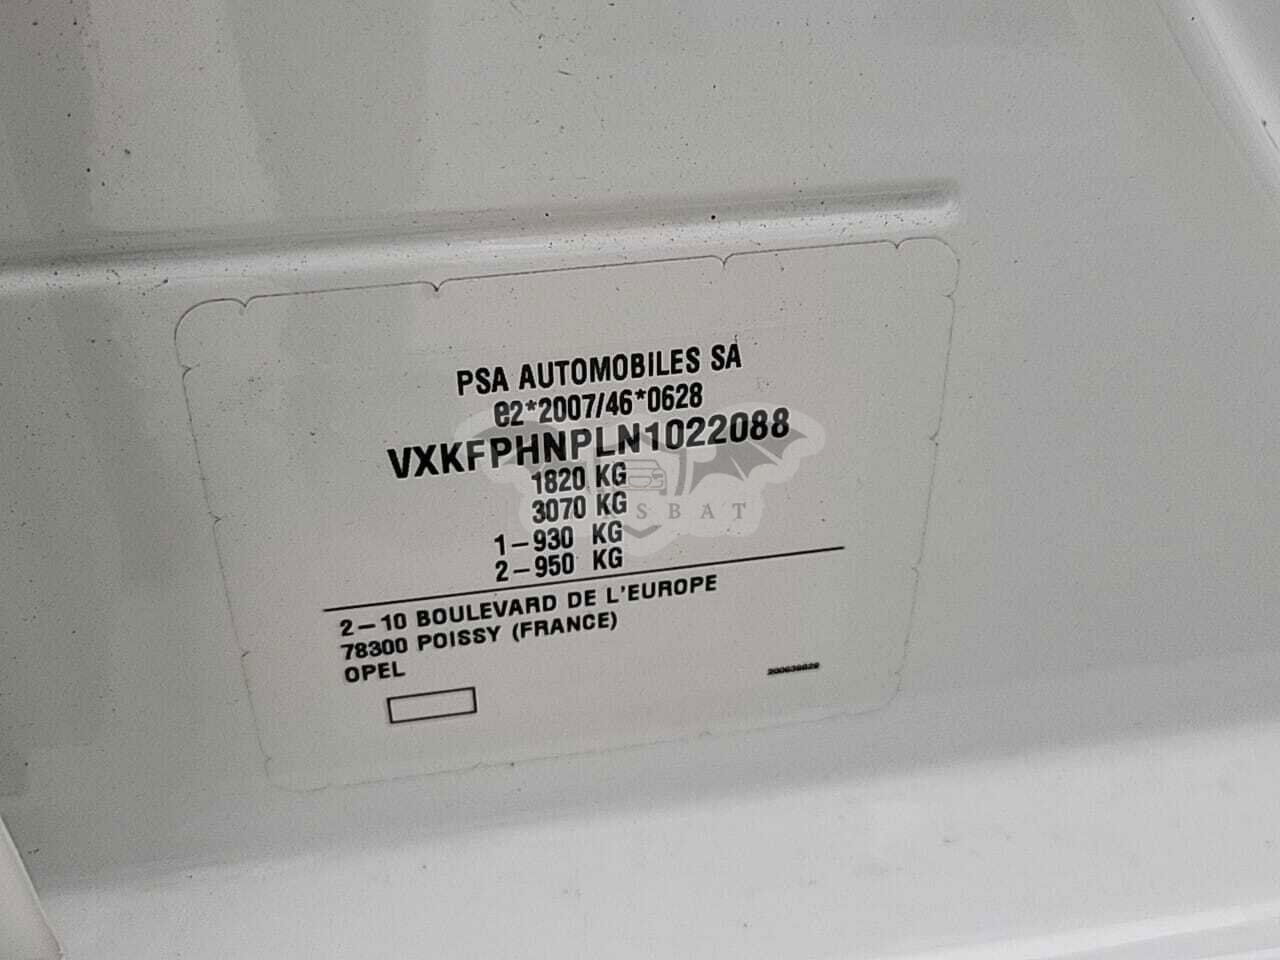 PSA AUTOMOBILES SA
e2*2007/46*0628
VXKFPHNPLN1022088
1820 KG
3070 KG
1-930 KG
2-950 KG
2-10 BOULEVARD DE L'EUROPE
78300 POISSY (FRANCE)
OPEL